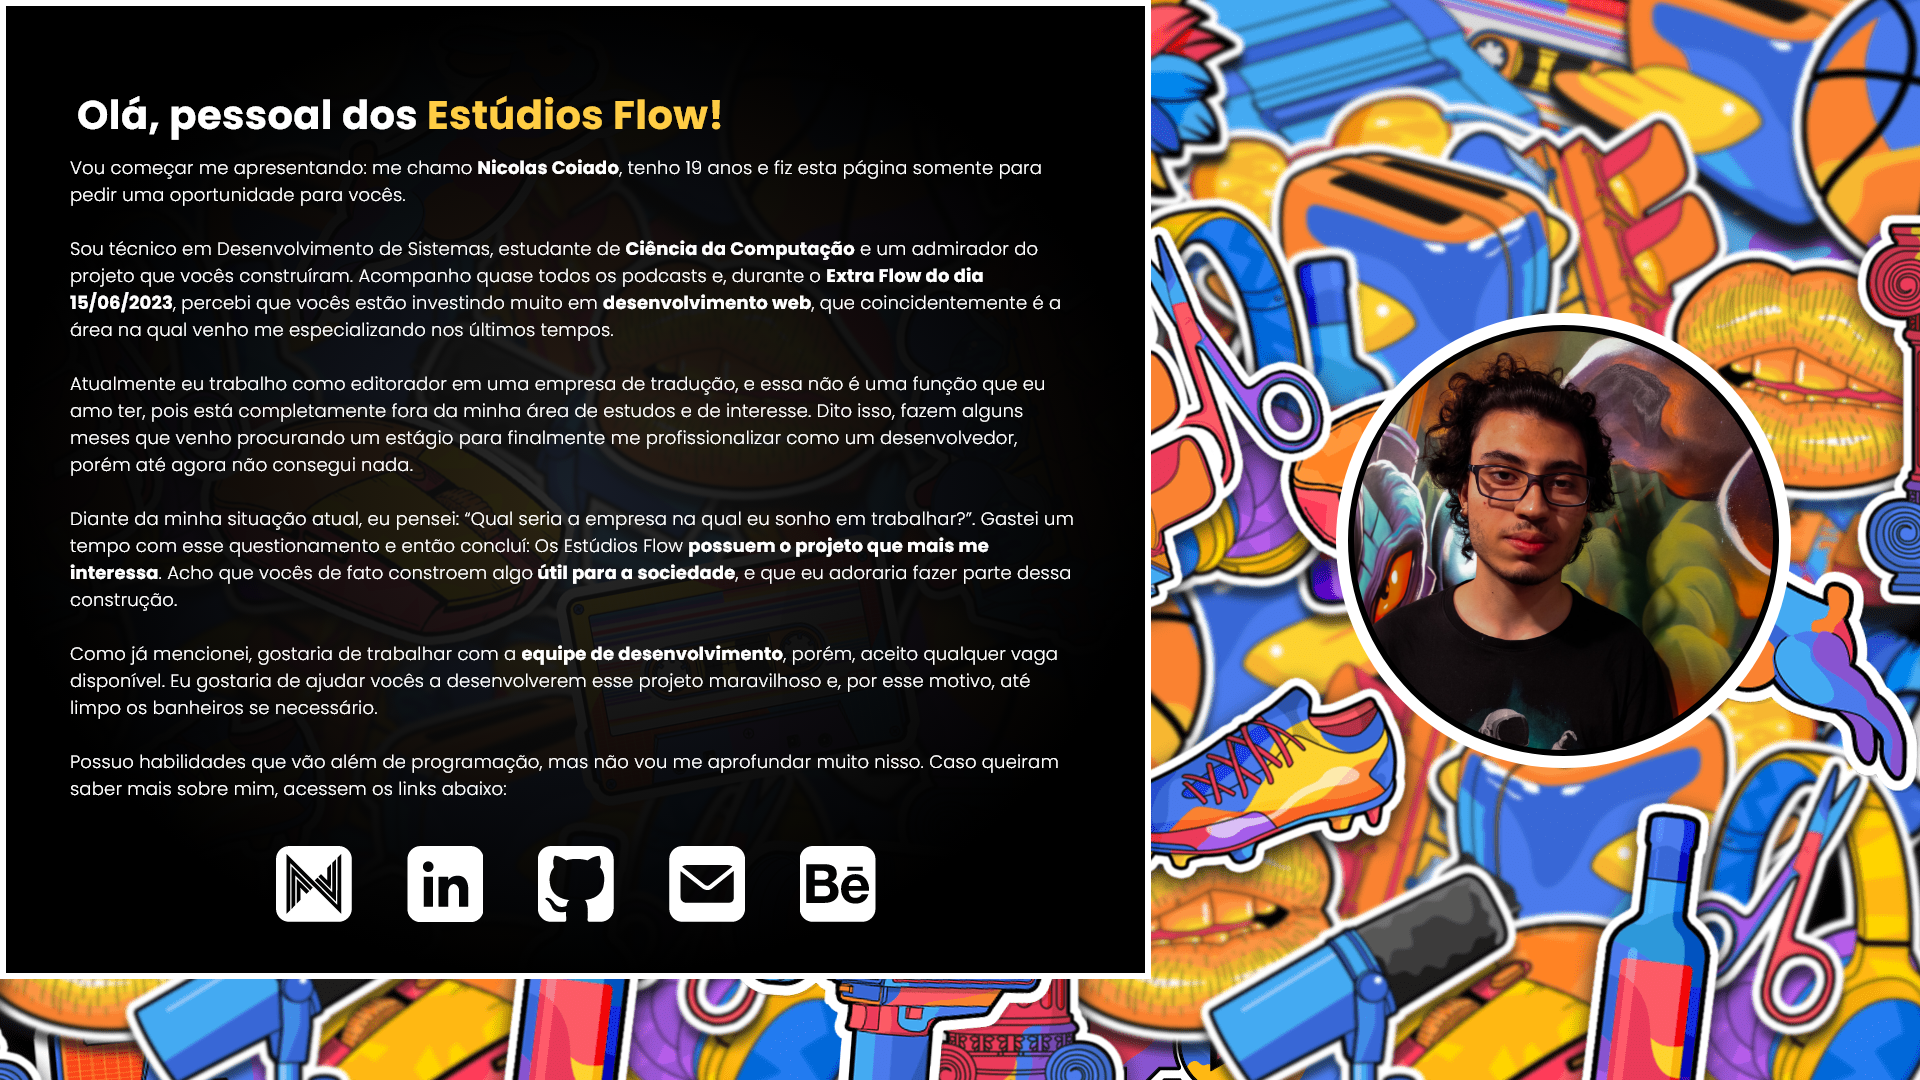 Olá, pessoal dos Estúdios Flow!
Vou começar me apresentando: me chamo Nicolas Coiado, tenho 19 anos e fiz esta página somente para
pedir uma oportunidade para vocês.
Sou técnico em Desenvolvimento de Sistemas, estudante de Ciência da Computação e um admirador do
projeto que vocês construíram. Acompanho quase todos os podcasts e, durante o Extra Flow do dia
15/06/2023, percebi que vocês estão investindo muito em desenvolvimento web, que coincidentemente é a
área na qual venho me especializando nos últimos tempos.
Atualmente eu trabalho como editorador em uma empresa de tradução, e essa não é uma função que eu
amo ter, pois está completamente fora da minha área de estudos e de interesse. Dito isso, fazem alguns
meses que venho procurando um estágio para finalmente me profissionalizar como um desenvolvedor,
porém até agora não consegui nada.
Diante da minha situação atual, eu pensei: “Qual seria a empresa na qual eu sonho em trabalhar?”. Gastei um
tempo com esse questionamento e então concluí: Os Estúdios Flow possuem o projeto que mais me
interessa. Acho que vocês de fato constroem algo útil para a sociedade, e que eu adoraria fazer parte dessa
construção.
Como já mencionei, gostaria de trabalhar com a equipe de desenvolvimento, porém, aceito qualquer vaga
disponível. Eu gostaria de ajudar vocês a desenvolverem esse projeto maravilhoso e, por esse motivo, até
limpo os banheiros se necessário.
Possuo habilidades que vão além de programação, mas não vou me aprofundar muito nisso. Caso queiram
saber mais sobre mim, acessem os links abaixo:
N in Bē